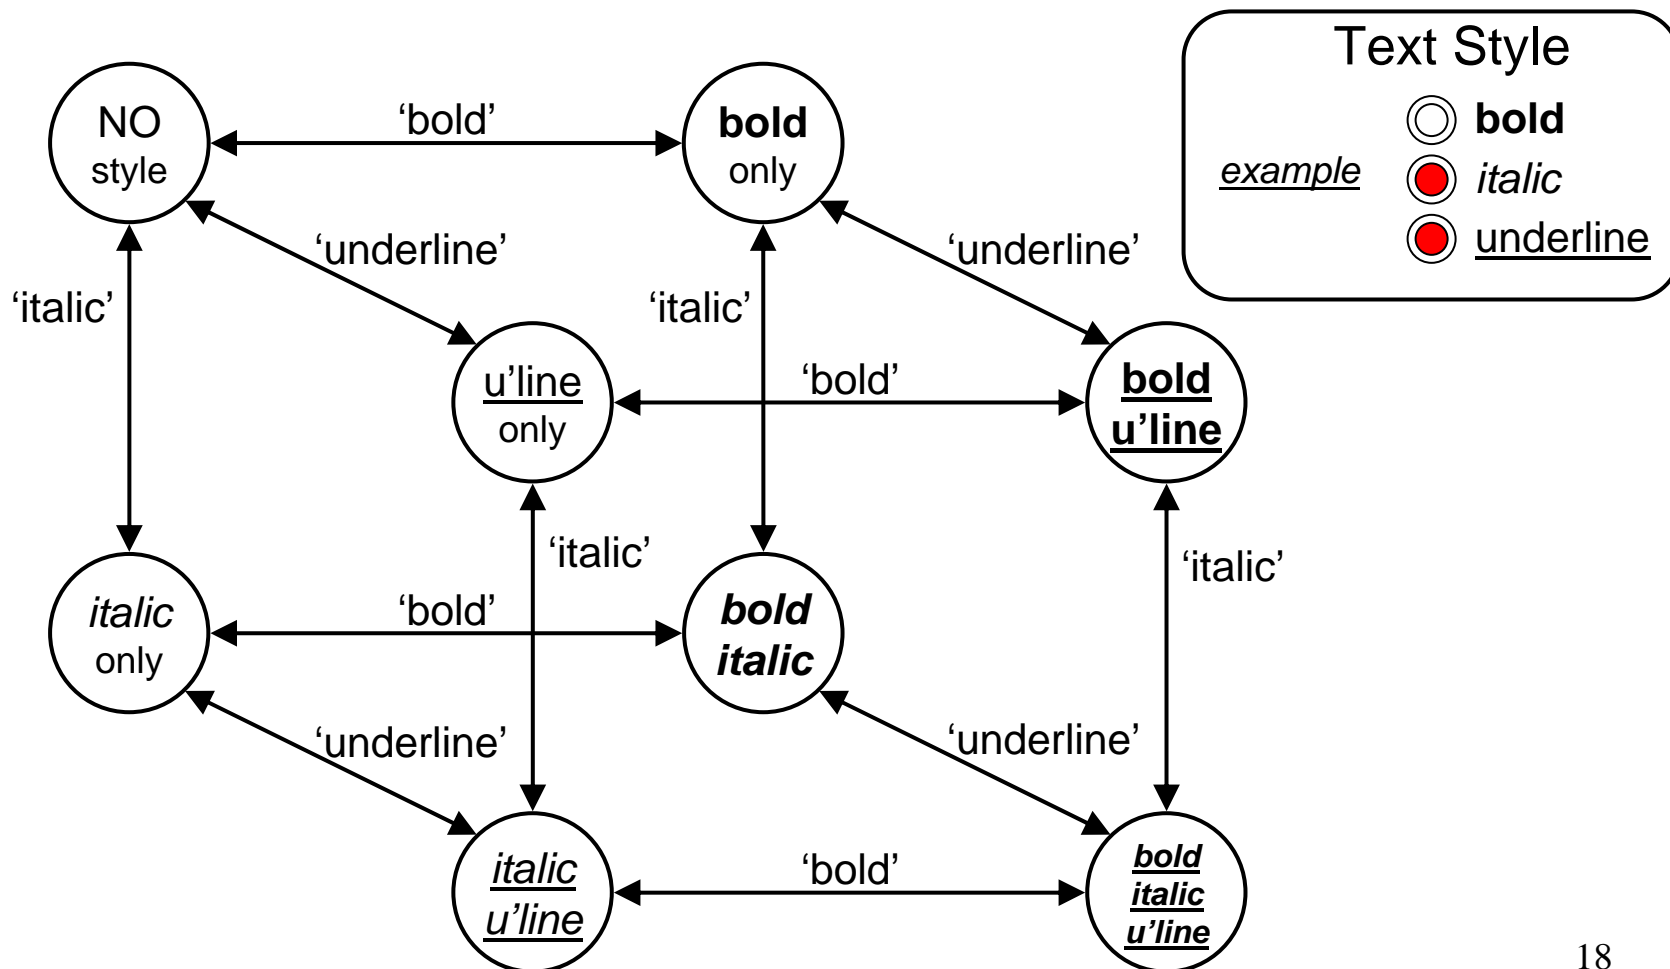 Text Style
bold
example
italic
underline
NO
style
‘bold’
bold
only
‘underline’
‘underline’
‘italic’
‘italic’
u’line
only
‘bold’
bold
u’line
‘italic’
‘italic’
italic
only
‘bold’
bold
italic
‘underline’
‘underline’
italic
u’line
‘bold’
bold
italic
u’line
18